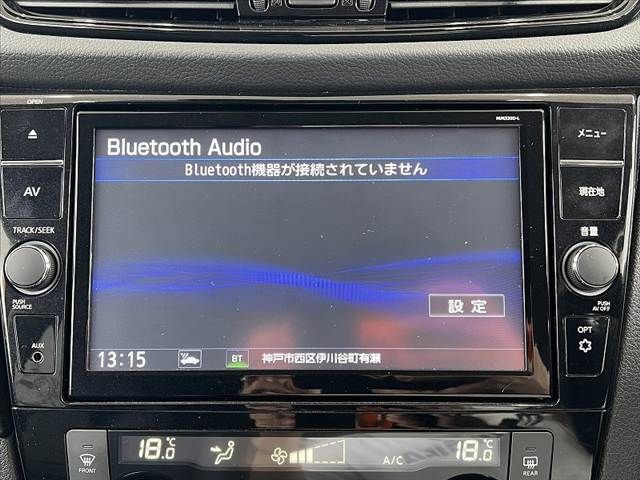 OPEN
MM320D-L
Bluetooth Audio
Bluetooth機器が接続されていません
AV
TRACK/SEEK
PUSH
SOURCE
AUX
メニュー
現在地
音量
PUSH
AV OFF
OPT
設定
13:15
BT
神戸市西区伊川谷町有瀬
18.0°C
A/C
18.0°C
FRONT
REAR